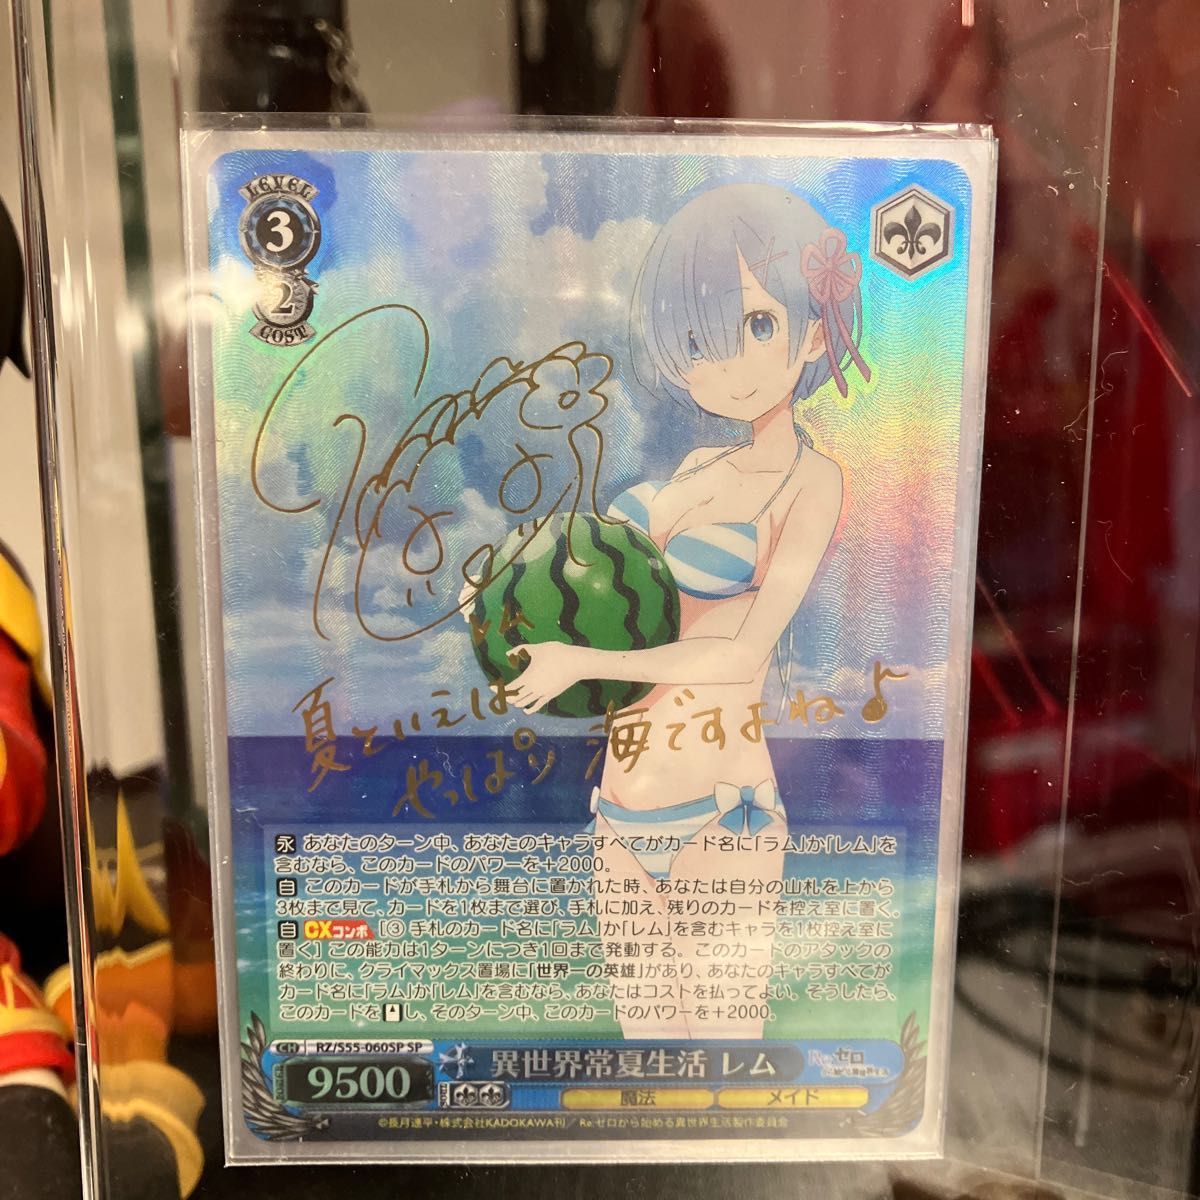 LEVEL
3
2
COST
レム
夏といえば
やっぱり海ですよね♪
永 あなたのターン中、あなたのキャラすべてがカード名に「ラム」か「レム」を
含むなら、このカードのパワーを+2000。
自 このカードが手札から舞台に置かれた時、あなたは自分の山札を上から
3枚まで見て、カードを1枚まで選び、手札に加え、残りのカードを控え室に置く。
自 CXコンボ [③ 手札のカード名に「ラム」か「レム」を含むキャラを1枚控え室に
置く] この能力は1ターンにつき1回まで発動する。このカードのアタックの
終わりに、クライマックス置場に「世界一の英雄」があり、あなたのキャラすべてが
カード名に「ラム」か「レム」を含むなら、あなたはコストを払ってよい。そうしたら、
このカードを▲し、そのターン中、このカードのパワーを+2000。
CH RZ/S55-060SP SP
異世界常夏生活 レム
Re:ゼロ
から始める異世界生活
9500
魔法 メイド
©長月達平・株式会社KADOKAWA刊／Re:ゼロから始める異世界生活製作委員会